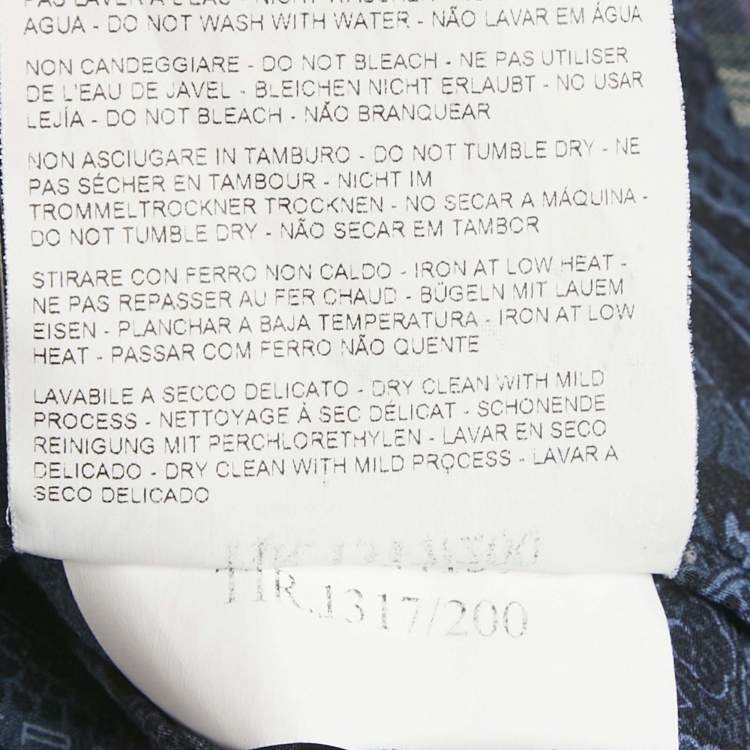 PAS LAVER À L'EAU - NICHT WASCHEN
AGUA - DO NOT WASH WITH WATER - NÃO LAVAR EM ÁGUA
NON CANDEGGIARE - DO NOT BLEACH - NE PAS UTILISER
DE L'EAU DE JAVEL - BLEICHEN NICHT ERLAUBT - NO USAR
LEJÍA - DO NOT BLEACH - NÃO BRANQUEAR
NON ASCIUGARE IN TAMBURO - DO NOT TUMBLE DRY - NE
PAS SÉCHER EN TAMBOUR - NICHT IM
TROMMELTROCKNER TROCKNEN - NO SECAR A MÁQUINA -
DO NOT TUMBLE DRY - NÃO SECAR EM TAMBOR
STIRARE CON FERRO NON CALDO - IRON AT LOW HEAT -
NE PAS REPASSER AU FER CHAUD - BÜGELN MIT LAUEM
EISEN - PLANCHAR A BAJA TEMPERATURA - IRON AT LOW
HEAT - PASSAR COM FERRO NÃO QUENTE
LAVABILE A SECCO DELICATO - DRY CLEAN WITH MILD
PROCESS - NETTOYAGE À SEC DÉLICAT - SCHONENDE
REINIGUNG MIT PERCHLORETHYLEN - LAVAR EN SECO
DELICADO - DRY CLEAN WITH MILD PROCESS - LAVAR A
SECO DELICADO
HR.1317/200